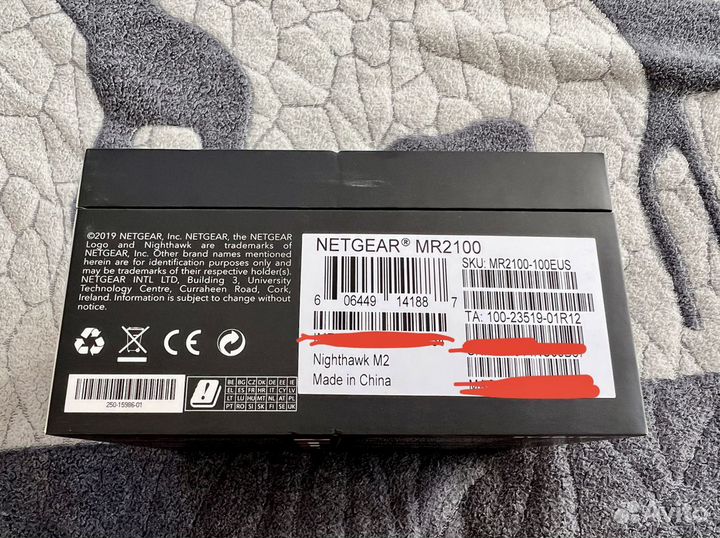 ©2019 NETGEAR, Inc. NETGEAR, the NETGEAR
Logo and Nighthawk are trademarks of
NETGEAR, Inc. Other brand names mentioned
herein are for identification purposes only and
may be trademarks of their respective holder(s).
NETGEAR INTL LTD, Building 3, University
Technology Centre, Curraheen Road, Cork,
Ireland. Information is subject to change without
notice.
CE
250-15986-01
BE BG CZ DK DE EE IE
EL ES FR HR IT CY LV
LT LU HU MT NL AT PL
PT RO SI SK FI SE UK
NETGEAR® MR2100
SKU: MR2100-100EUS
6 06449 14188 7
TA: 100-23519-01R12
Nighthawk M2
Made in China
Avito